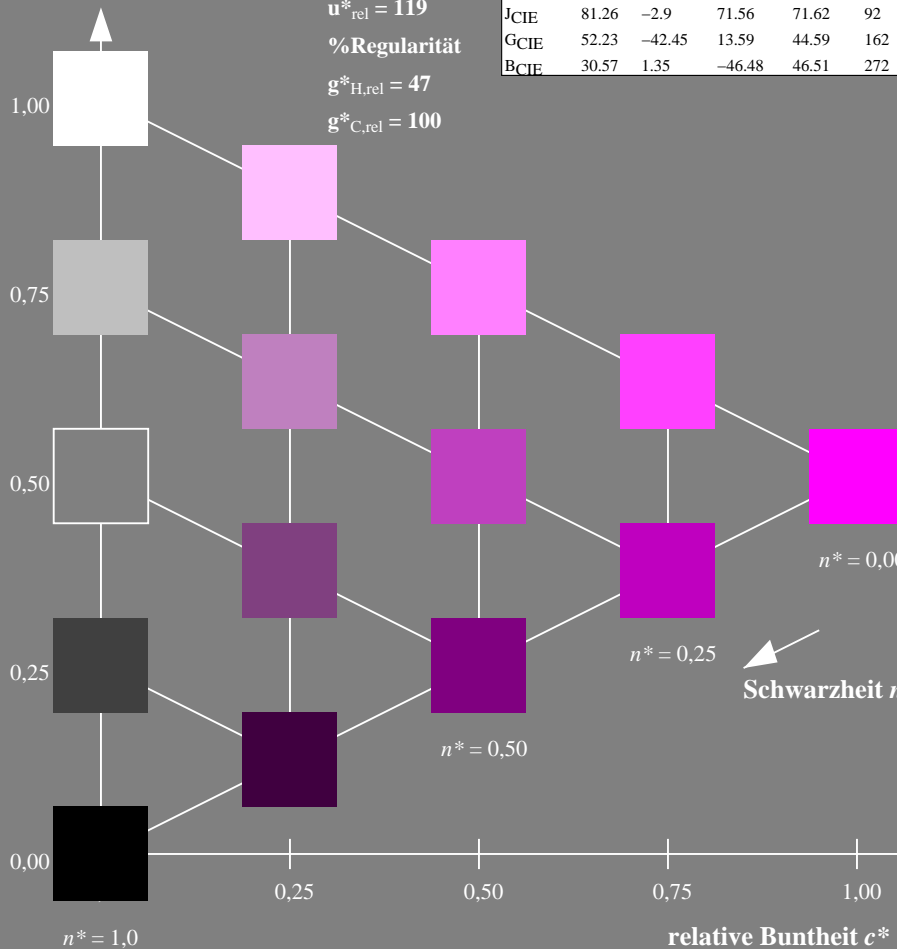 u*rel = 119
%Regularität
g*H,rel = 47
g*C,rel = 100
JCIE 81.26 −2.9 71.56 71.62 92
GCIE 52.23 −42.45 13.59 44.59 162
BCIE 30.57 1.35 −46.48 46.51 272
1,00
0,75
0,50
n* = 0,00
0,25
n* = 0,25
Schwarzheit n
n* = 0,50
0,00
0,25 0,50 0,75 1,00
n* = 1,0
relative Buntheit c*